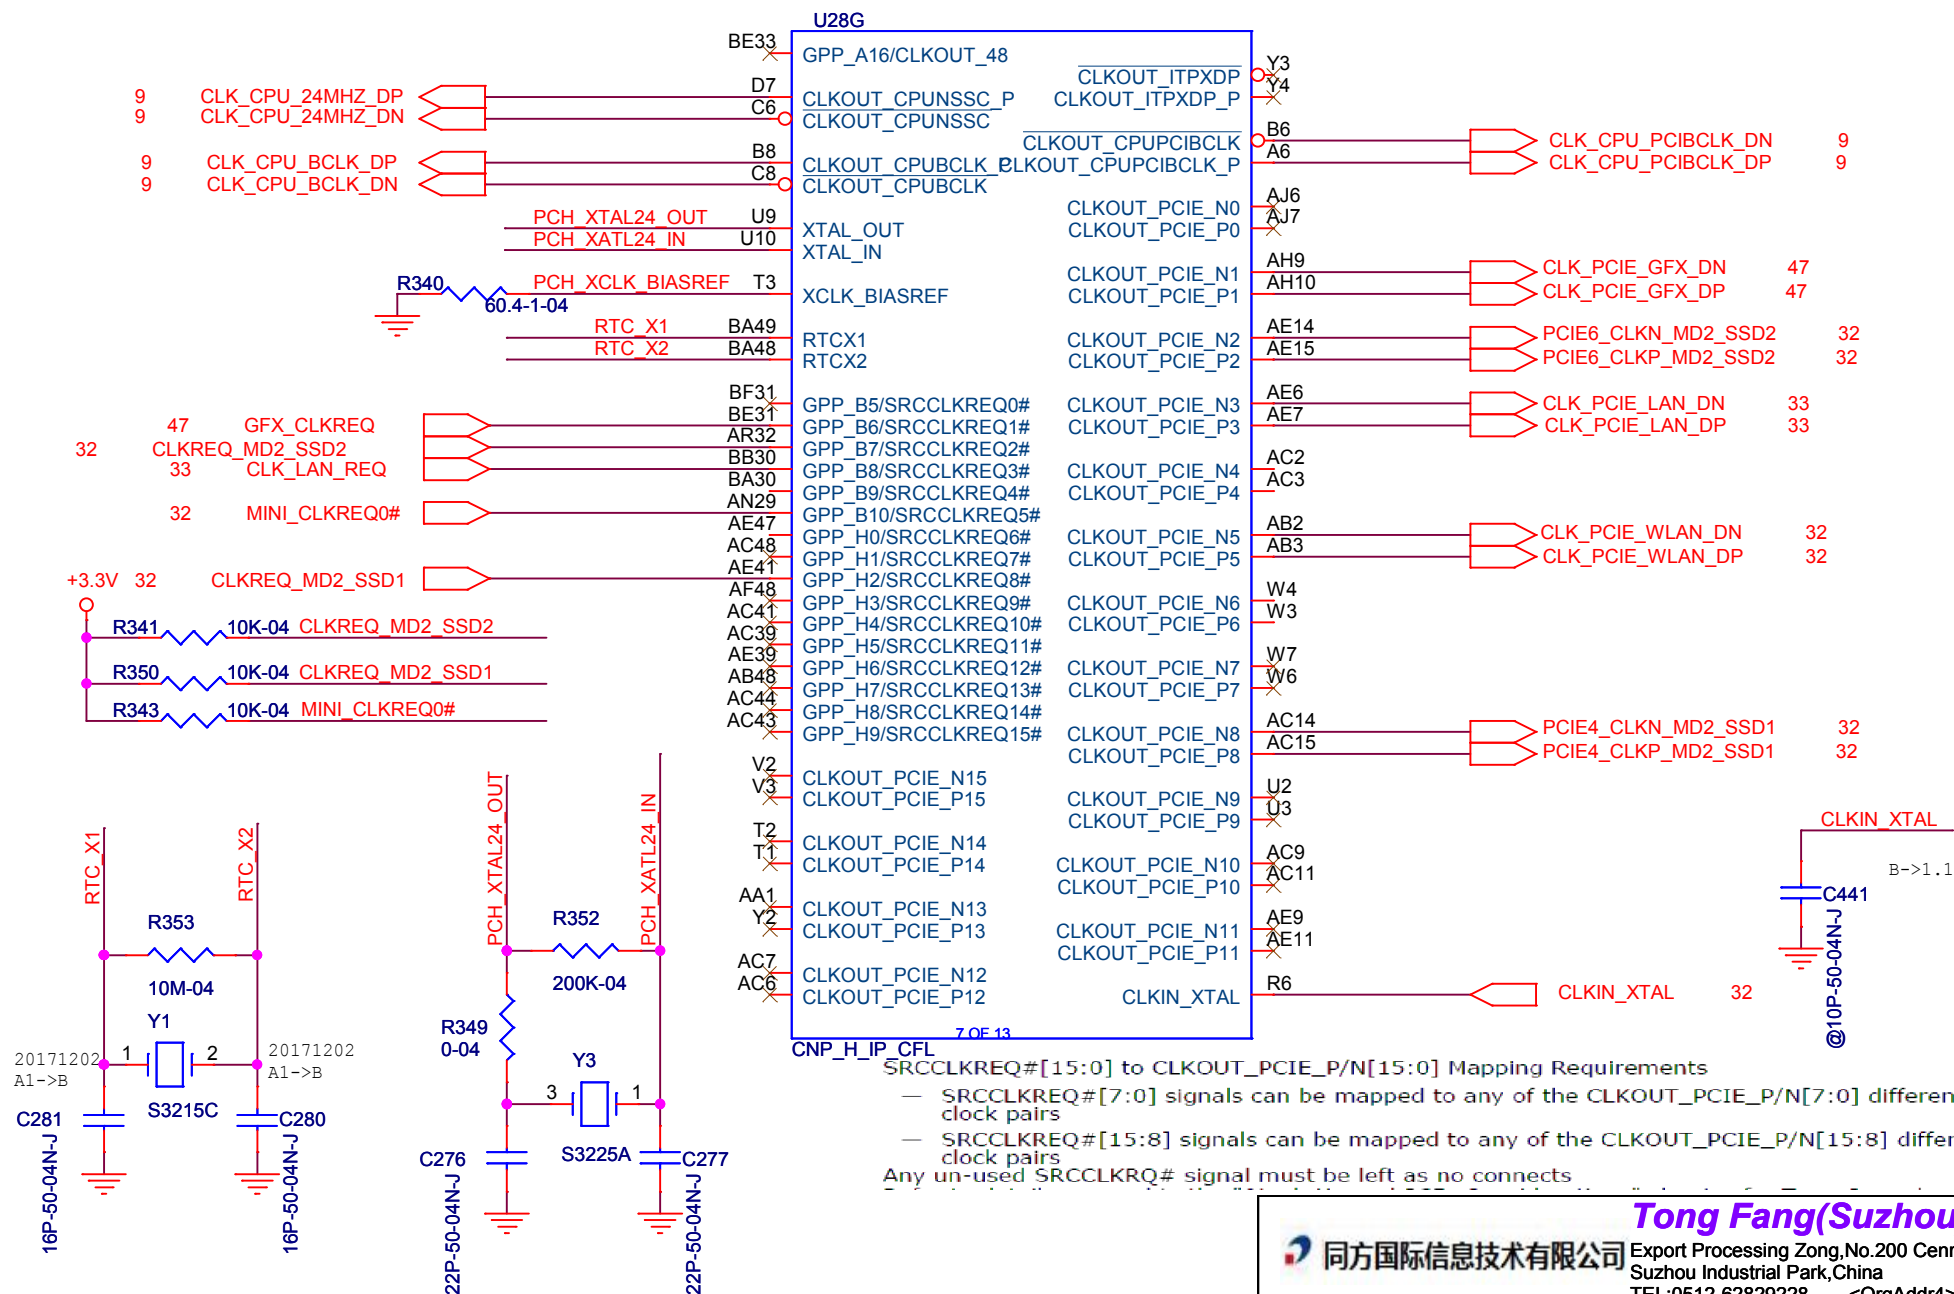 U28G
BE33 GPP_A16/CLKOUT_48
CLKOUT_ITPXDP Y3
CLKOUT_ITPXDP_P Y4
9 CLK_CPU_24MHZ_DP D7 CLKOUT_CPUNSSC_P
9 CLK_CPU_24MHZ_DN C6 CLKOUT_CPUNSSC
CLKOUT_CPUPCIBCLK B6 CLK_CPU_PCIBCLK_DN 9
CLKOUT_CPUPCIBCLK_P A6 CLK_CPU_PCIBCLK_DP 9
9 CLK_CPU_BCLK_DP B8 CLKOUT_CPUBCLK_P
9 CLK_CPU_BCLK_DN C8 CLKOUT_CPUBCLK
PCH_XTAL24_OUT U9 XTAL_OUT
PCH_XATL24_IN U10 XTAL_IN
CLKOUT_PCIE_N0 AJ6
CLKOUT_PCIE_P0 AJ7
R340 60.4-1-04 PCH_XCLK_BIASREF T3 XCLK_BIASREF
CLKOUT_PCIE_N1 AH9 CLK_PCIE_GFX_DN 47
CLKOUT_PCIE_P1 AH10 CLK_PCIE_GFX_DP 47
RTC_X1 BA49 RTCX1
RTC_X2 BA48 RTCX2
CLKOUT_PCIE_N2 AE14 PCIE6_CLKN_MD2_SSD2 32
CLKOUT_PCIE_P2 AE15 PCIE6_CLKP_MD2_SSD2 32
BF31 GPP_B5/SRCCLKREQ0#
47 GFX_CLKREQ BE31 GPP_B6/SRCCLKREQ1#
32 CLKREQ_MD2_SSD2 AR32 GPP_B7/SRCCLKREQ2#
33 CLK_LAN_REQ BB30 GPP_B8/SRCCLKREQ3#
BA30 GPP_B9/SRCCLKREQ4#
32 MINI_CLKREQ0# AN29 GPP_B10/SRCCLKREQ5#
AE47 GPP_H0/SRCCLKREQ6#
AC48 GPP_H1/SRCCLKREQ7#
32 CLKREQ_MD2_SSD1 AE41 GPP_H2/SRCCLKREQ8#
AF48 GPP_H3/SRCCLKREQ9#
AC41 GPP_H4/SRCCLKREQ10#
AC39 GPP_H5/SRCCLKREQ11#
AE39 GPP_H6/SRCCLKREQ12#
AB48 GPP_H7/SRCCLKREQ13#
AC44 GPP_H8/SRCCLKREQ14#
AC43 GPP_H9/SRCCLKREQ15#
CLKOUT_PCIE_N3 AE6 CLK_PCIE_LAN_DN 33
CLKOUT_PCIE_P3 AE7 CLK_PCIE_LAN_DP 33
CLKOUT_PCIE_N4 AC2
CLKOUT_PCIE_P4 AC3
CLKOUT_PCIE_N5 AB2 CLK_PCIE_WLAN_DN 32
CLKOUT_PCIE_P5 AB3 CLK_PCIE_WLAN_DP 32
CLKOUT_PCIE_N6 W4
CLKOUT_PCIE_P6 W3
CLKOUT_PCIE_N7 W7
CLKOUT_PCIE_P7 W6
CLKOUT_PCIE_N8 AC14 PCIE4_CLKN_MD2_SSD1 32
CLKOUT_PCIE_P8 AC15 PCIE4_CLKP_MD2_SSD1 32
+3.3V
R341 10K-04 CLKREQ_MD2_SSD2
R350 10K-04 CLKREQ_MD2_SSD1
R343 10K-04 MINI_CLKREQ0#
V2 CLKOUT_PCIE_N15
V3 CLKOUT_PCIE_P15
T2 CLKOUT_PCIE_N14
T1 CLKOUT_PCIE_P14
AA1 CLKOUT_PCIE_N13
Y2 CLKOUT_PCIE_P13
AC7 CLKOUT_PCIE_N12
AC6 CLKOUT_PCIE_P12
CLKOUT_PCIE_N9 U2
CLKOUT_PCIE_P9 U3
CLKOUT_PCIE_N10 AC9
CLKOUT_PCIE_P10 AC11
CLKOUT_PCIE_N11 AE9
CLKOUT_PCIE_P11 AE11
CLKIN_XTAL R6 CLKIN_XTAL 32
7 OF 13
CNP_H_IP_CFL
CLKIN_XTAL
B->1.1
C441
@10P-50-04N-J
RTC_X1
RTC_X2
R353
10M-04
Y1
1 2
S3215C
20171202
A1->B
20171202
A1->B
C281
16P-50-04N-J
C280
16P-50-04N-J
PCH_XTAL24_OUT
PCH_XATL24_IN
R352
200K-04
R349
0-04
Y3
3 1
S3225A
C276
22P-50-04N-J
C277
22P-50-04N-J
SRCCLKREQ#[15:0] to CLKOUT_PCIE_P/N[15:0] Mapping Requirements
— SRCCLKREQ#[7:0] signals can be mapped to any of the CLKOUT_PCIE_P/N[7:0] differen
clock pairs
— SRCCLKREQ#[15:8] signals can be mapped to any of the CLKOUT_PCIE_P/N[15:8] differ
clock pairs
Any un-used SRCCLKRQ# signal must be left as no connects
Tong Fang(Suzhou
同方国际信息技术有限公司
Export Processing Zong,No.200 Cenr
Suzhou Industrial Park,China
TEL:0512-62829228 <OrgAddr4>